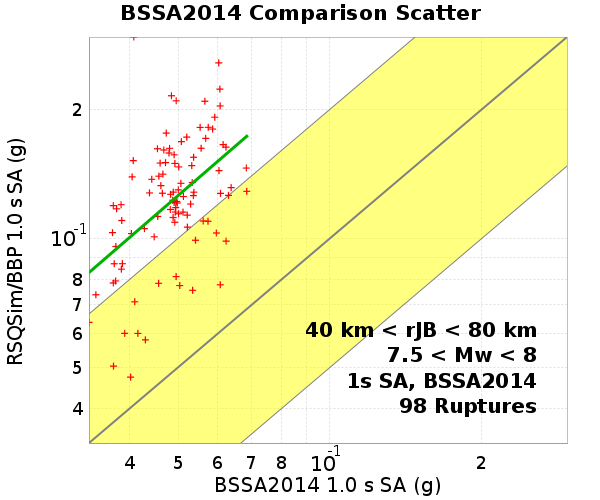 BSSA2014 Comparison Scatter
RSQSim/BBP 1.0 s SA (g)
2
10-1
8
7
6
5
4
40 km < rJB < 80 km
7.5 < Mw < 8
1s SA, BSSA2014
98 Ruptures
4 5 6 7 8 10-1 2
BSSA2014 1.0 s SA (g)